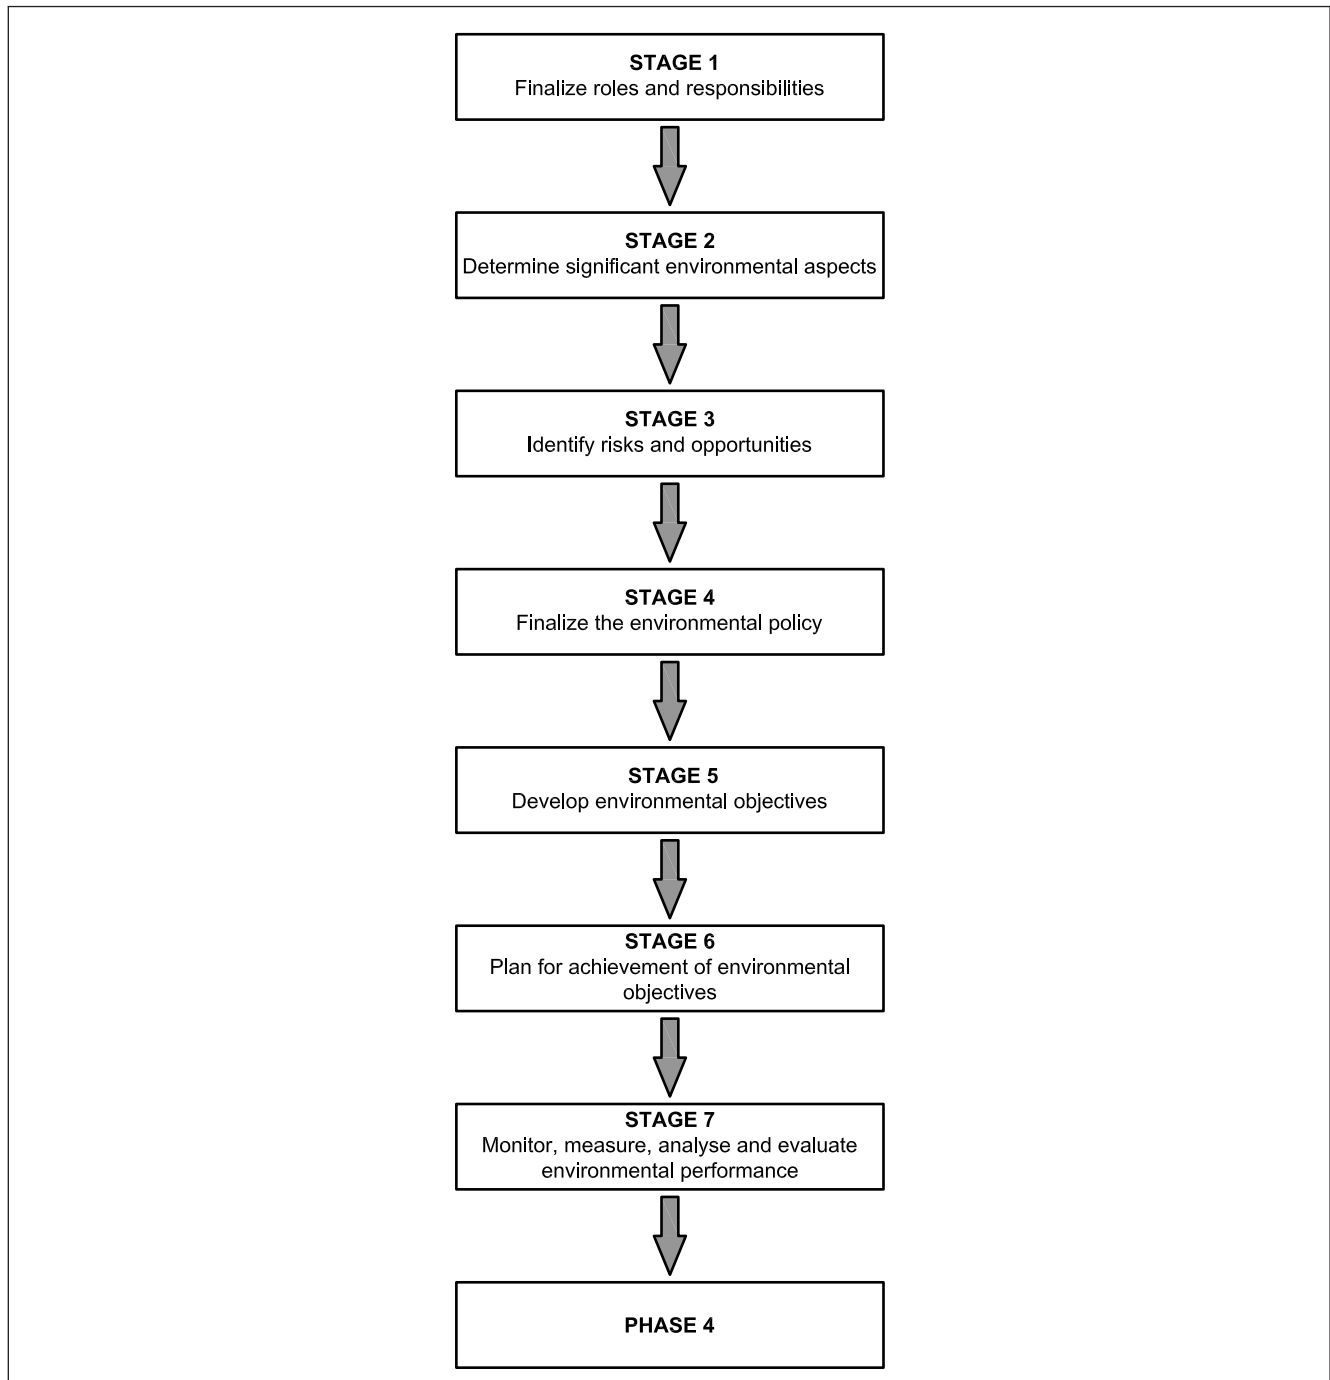 STAGE 1
Finalize roles and responsibilities
STAGE 2
Determine significant environmental aspects
STAGE 3
Identify risks and opportunities
STAGE 4
Finalize the environmental policy
STAGE 5
Develop environmental objectives
STAGE 6
Plan for achievement of environmental
objectives
STAGE 7
Monitor, measure, analyse and evaluate
environmental performance
PHASE 4